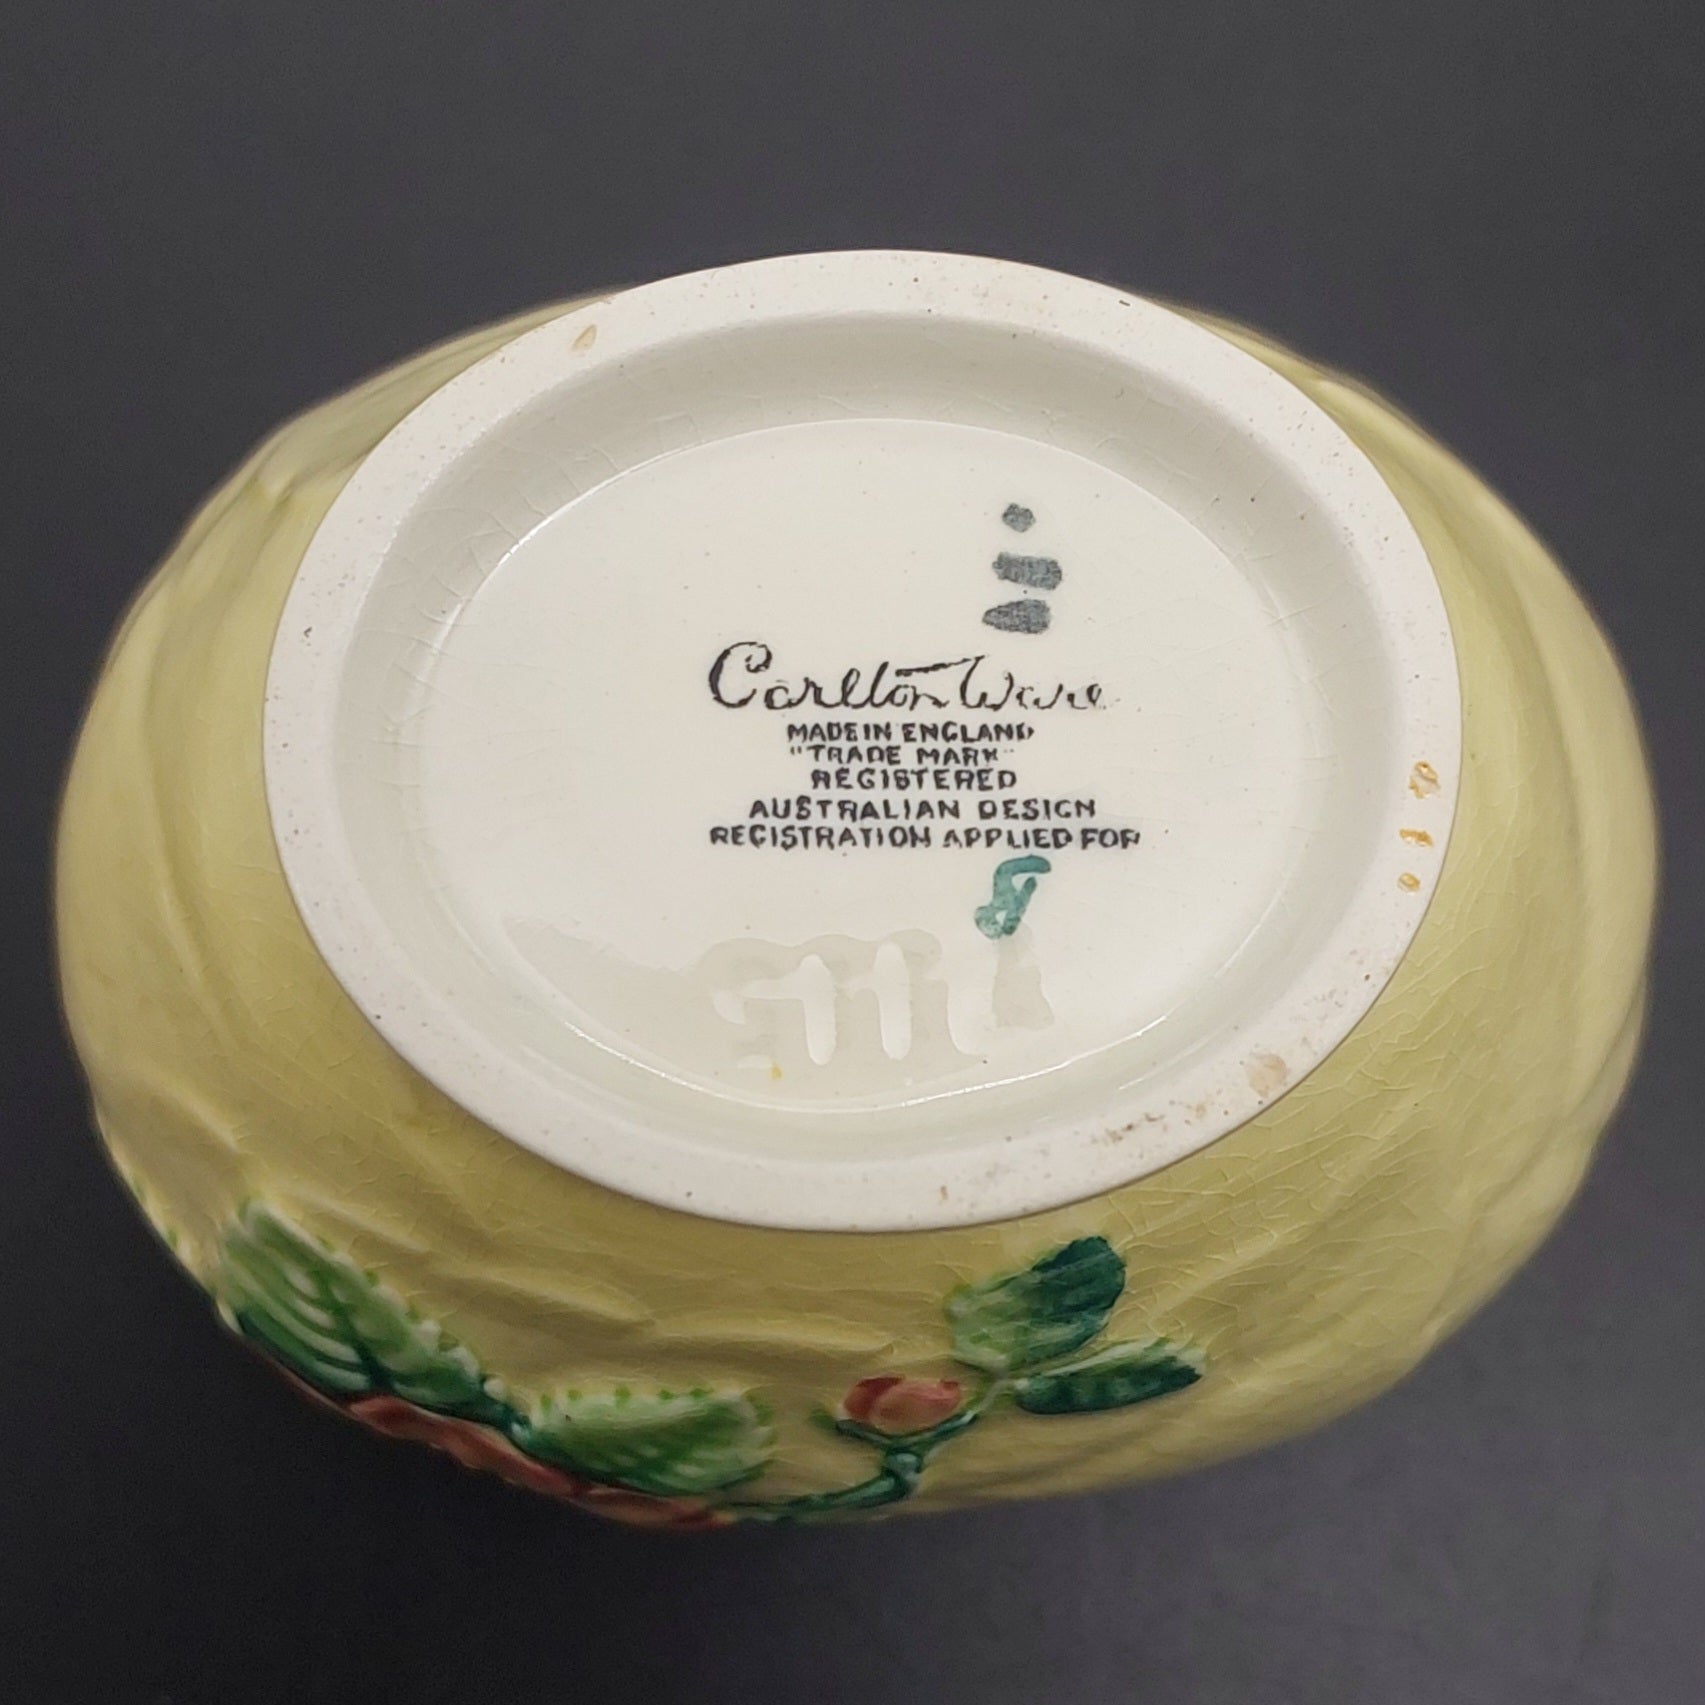 Carlton Ware
MADE IN ENGLAND
"TRADE MARK"
REGISTERED
AUSTRALIAN DESIGN
REGISTRATION APPLIED FOR